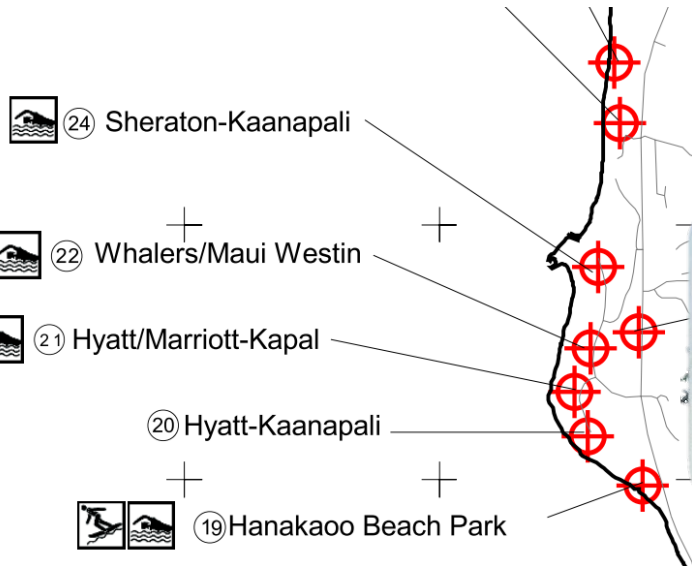 24 Sheraton-Kaanapali
22 Whalers/Maui Westin
21 Hyatt/Marriott-Kapal
20 Hyatt-Kaanapali
19 Hanakaoo Beach Park